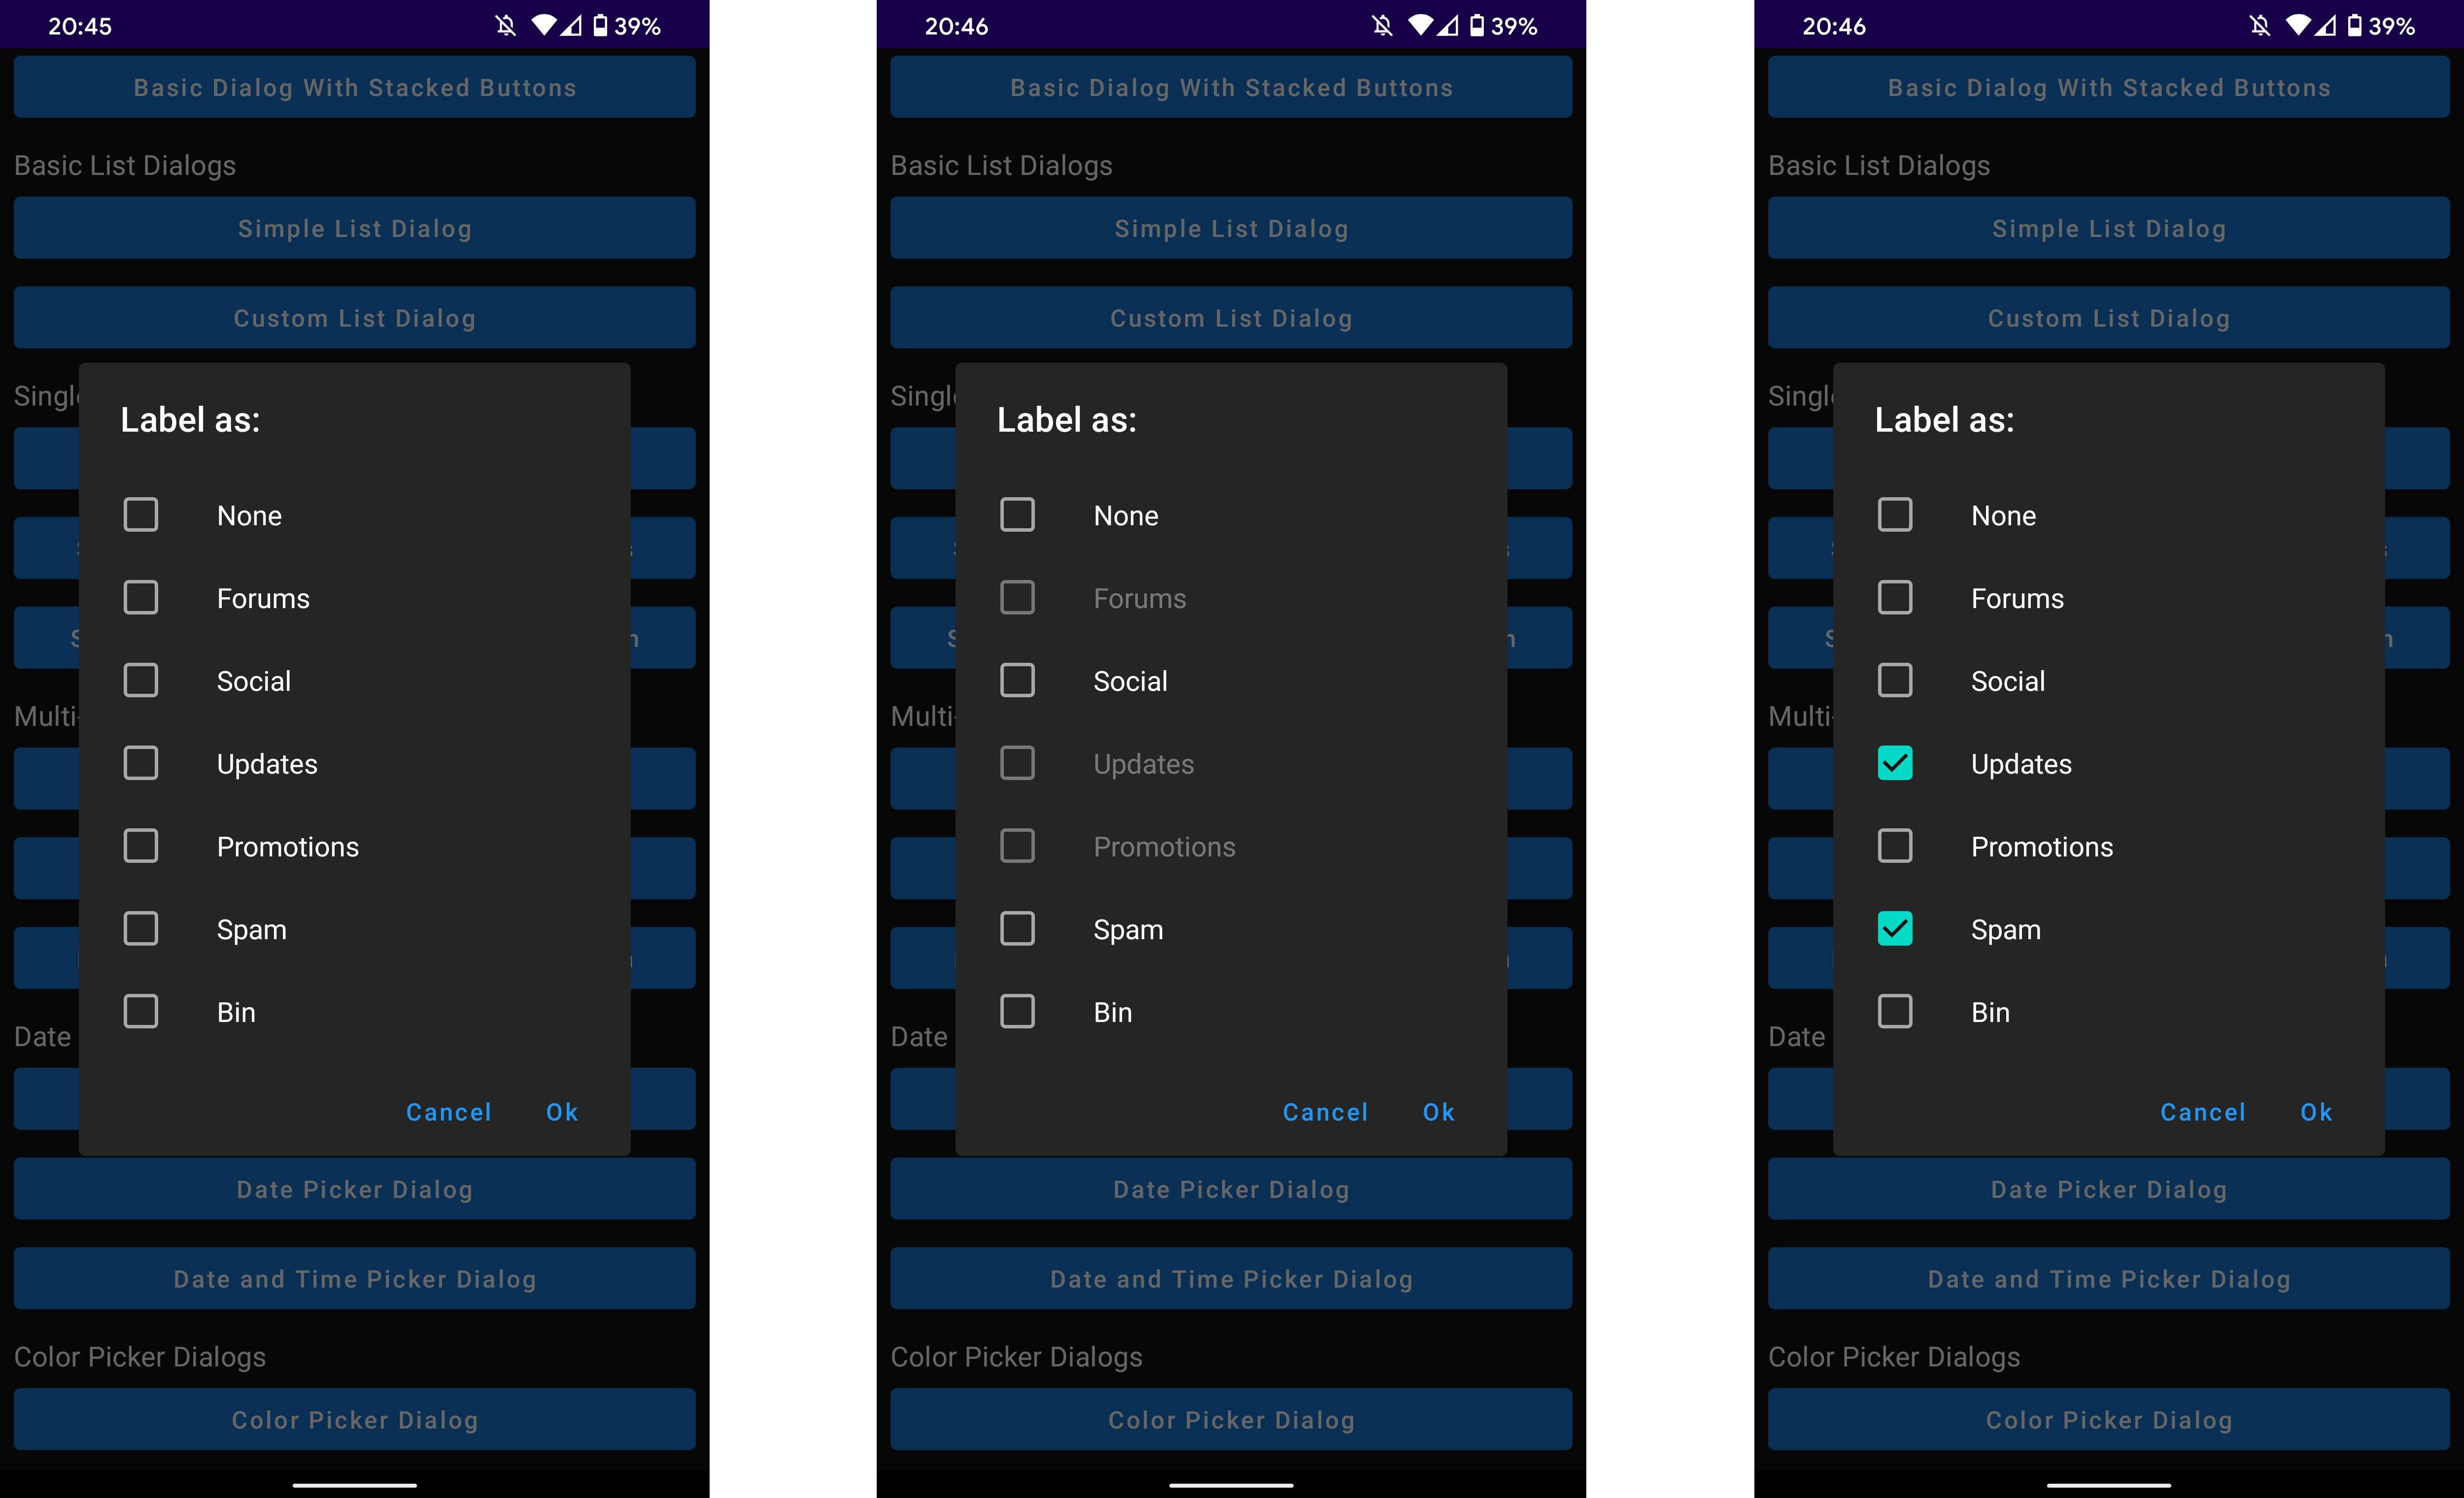 20:45
39%
Basic Dialog With Stacked Buttons
Basic List Dialogs
Simple List Dialog
Custom List Dialog
Label as:
None
Forums
Social
Updates
Promotions
Spam
Bin
Cancel Ok
Date
Date Picker Dialog
Date and Time Picker Dialog
Color Picker Dialogs
Color Picker Dialog
20:46
39%
Basic Dialog With Stacked Buttons
Basic List Dialogs
Simple List Dialog
Custom List Dialog
Label as:
None
Forums
Social
Updates
Promotions
Spam
Bin
Cancel Ok
Date
Date Picker Dialog
Date and Time Picker Dialog
Color Picker Dialogs
Color Picker Dialog
20:46
39%
Basic Dialog With Stacked Buttons
Basic List Dialogs
Simple List Dialog
Custom List Dialog
Label as:
None
Forums
Social
Updates
Promotions
Spam
Bin
Cancel Ok
Date
Date Picker Dialog
Date and Time Picker Dialog
Color Picker Dialogs
Color Picker Dialog